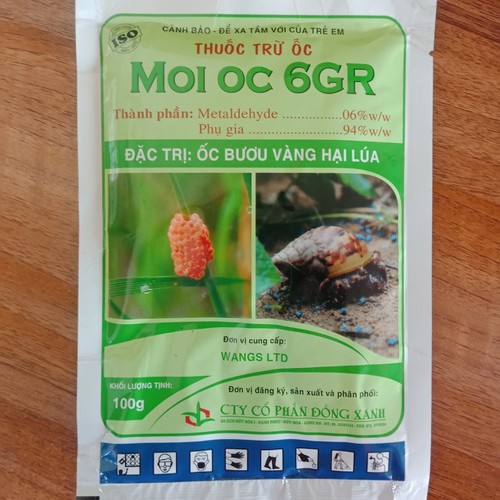 ISO
CẢNH BÁO - ĐỂ XA TẦM VỚI CỦA TRẺ EM
THUỐC TRỪ ỐC
MOI OC 6GR
Thành phần: Metaldehyde ................06%w/w
Phụ gia ..............................94%w/w
ĐẶC TRỊ: ỐC BƯƠU VÀNG HẠI LÚA
Đơn vị cung cấp:
WANGS LTD
Đơn vị đăng ký, sản xuất và phân phối:
KHỐI LƯỢNG TỊNH:
100g
CTY CỔ PHẦN ĐỒNG XANH